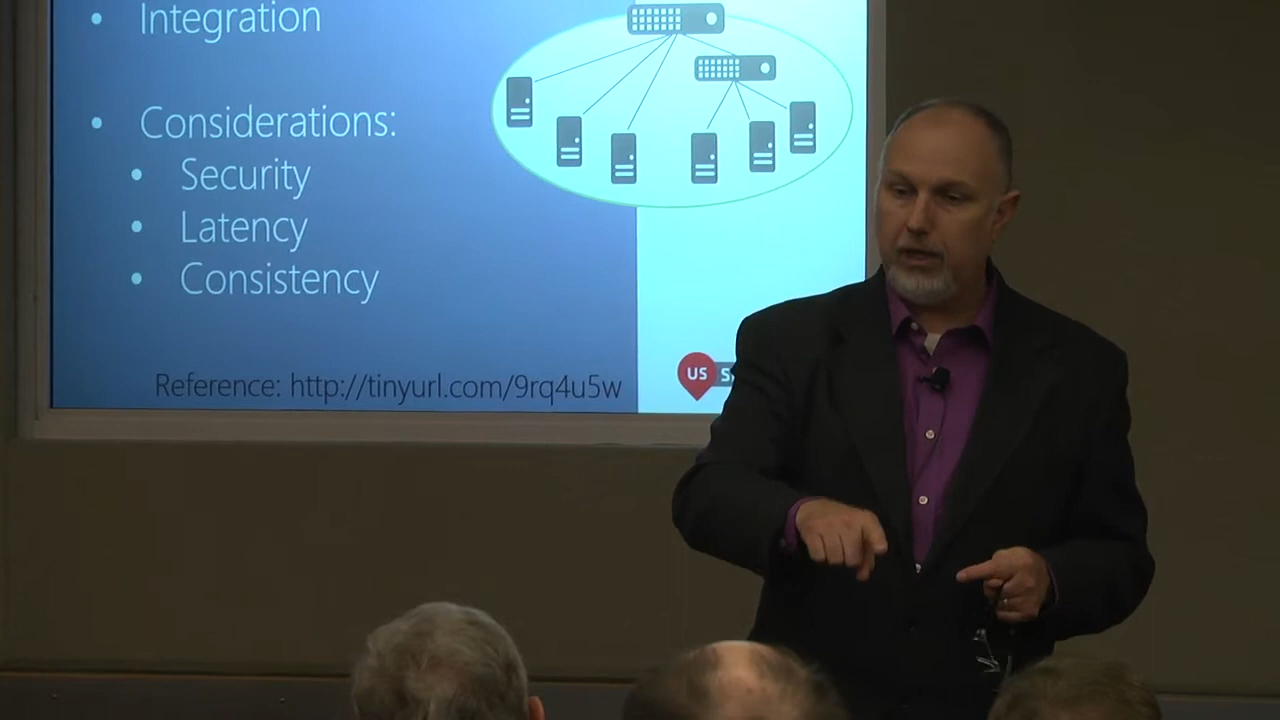 • Integration
• Considerations:
• Security
• Latency
• Consistency
Reference: http://tinyurl.com/9rq4u5w
US